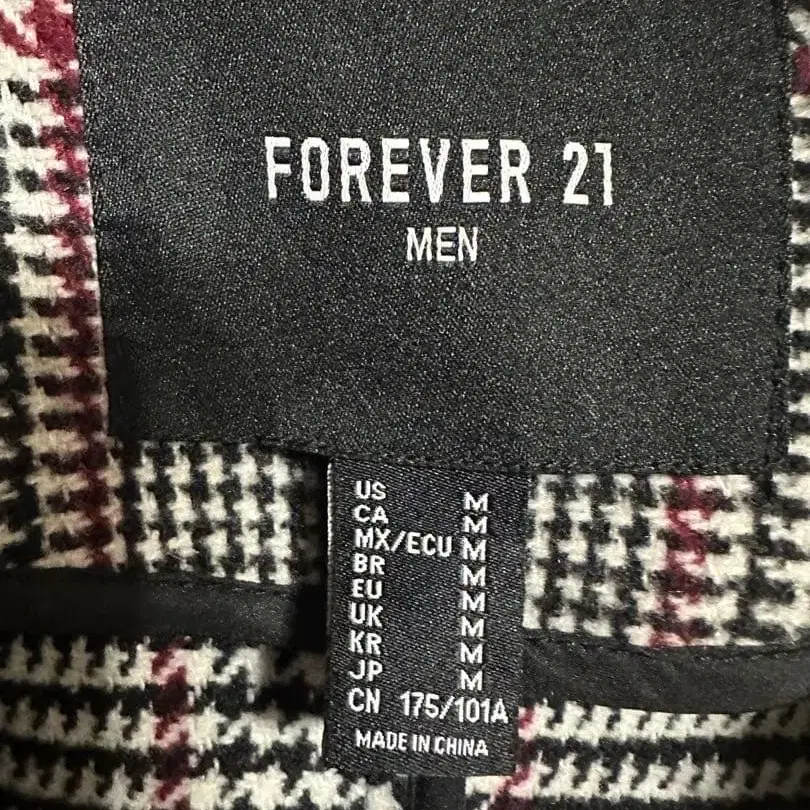 FOREVER 21
MEN
US M
CA M
MX/ECU M
BR M
EU M
UK M
KR M
JP M
CN 175/101A
MADE IN CHINA